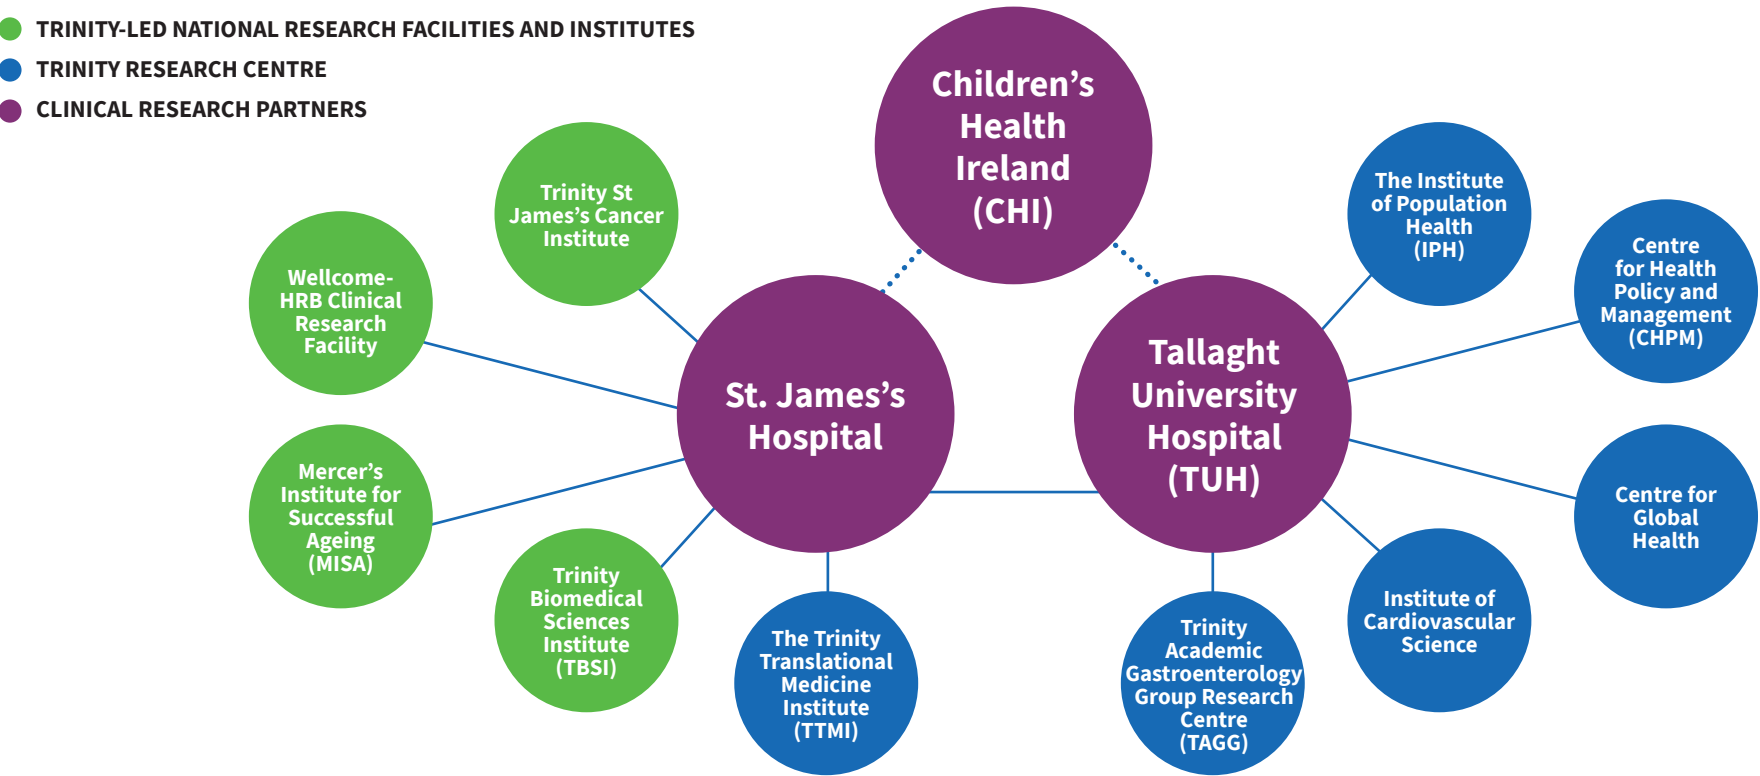 TRINITY-LED NATIONAL RESEARCH FACILITIES AND INSTITUTES
TRINITY RESEARCH CENTRE
CLINICAL RESEARCH PARTNERS
Children’s
Health
Ireland
(CHI)
Trinity St
James’s Cancer
Institute
The Institute
of Population
Health
(IPH)
Wellcome-
HRB Clinical
Research
Facility
Centre
for Health
Policy and
Management
(CHPM)
St. James’s
Hospital
Tallaght
University
Hospital
(TUH)
Mercer’s
Institute for
Successful
Ageing
(MISA)
Centre for
Global
Health
Trinity
Biomedical
Sciences
Institute
(TBSI)
Institute of
Cardiovascular
Science
The Trinity
Translational
Medicine
Institute
(TTMI)
Trinity
Academic
Gastroenterology
Group Research
Centre
(TAGG)